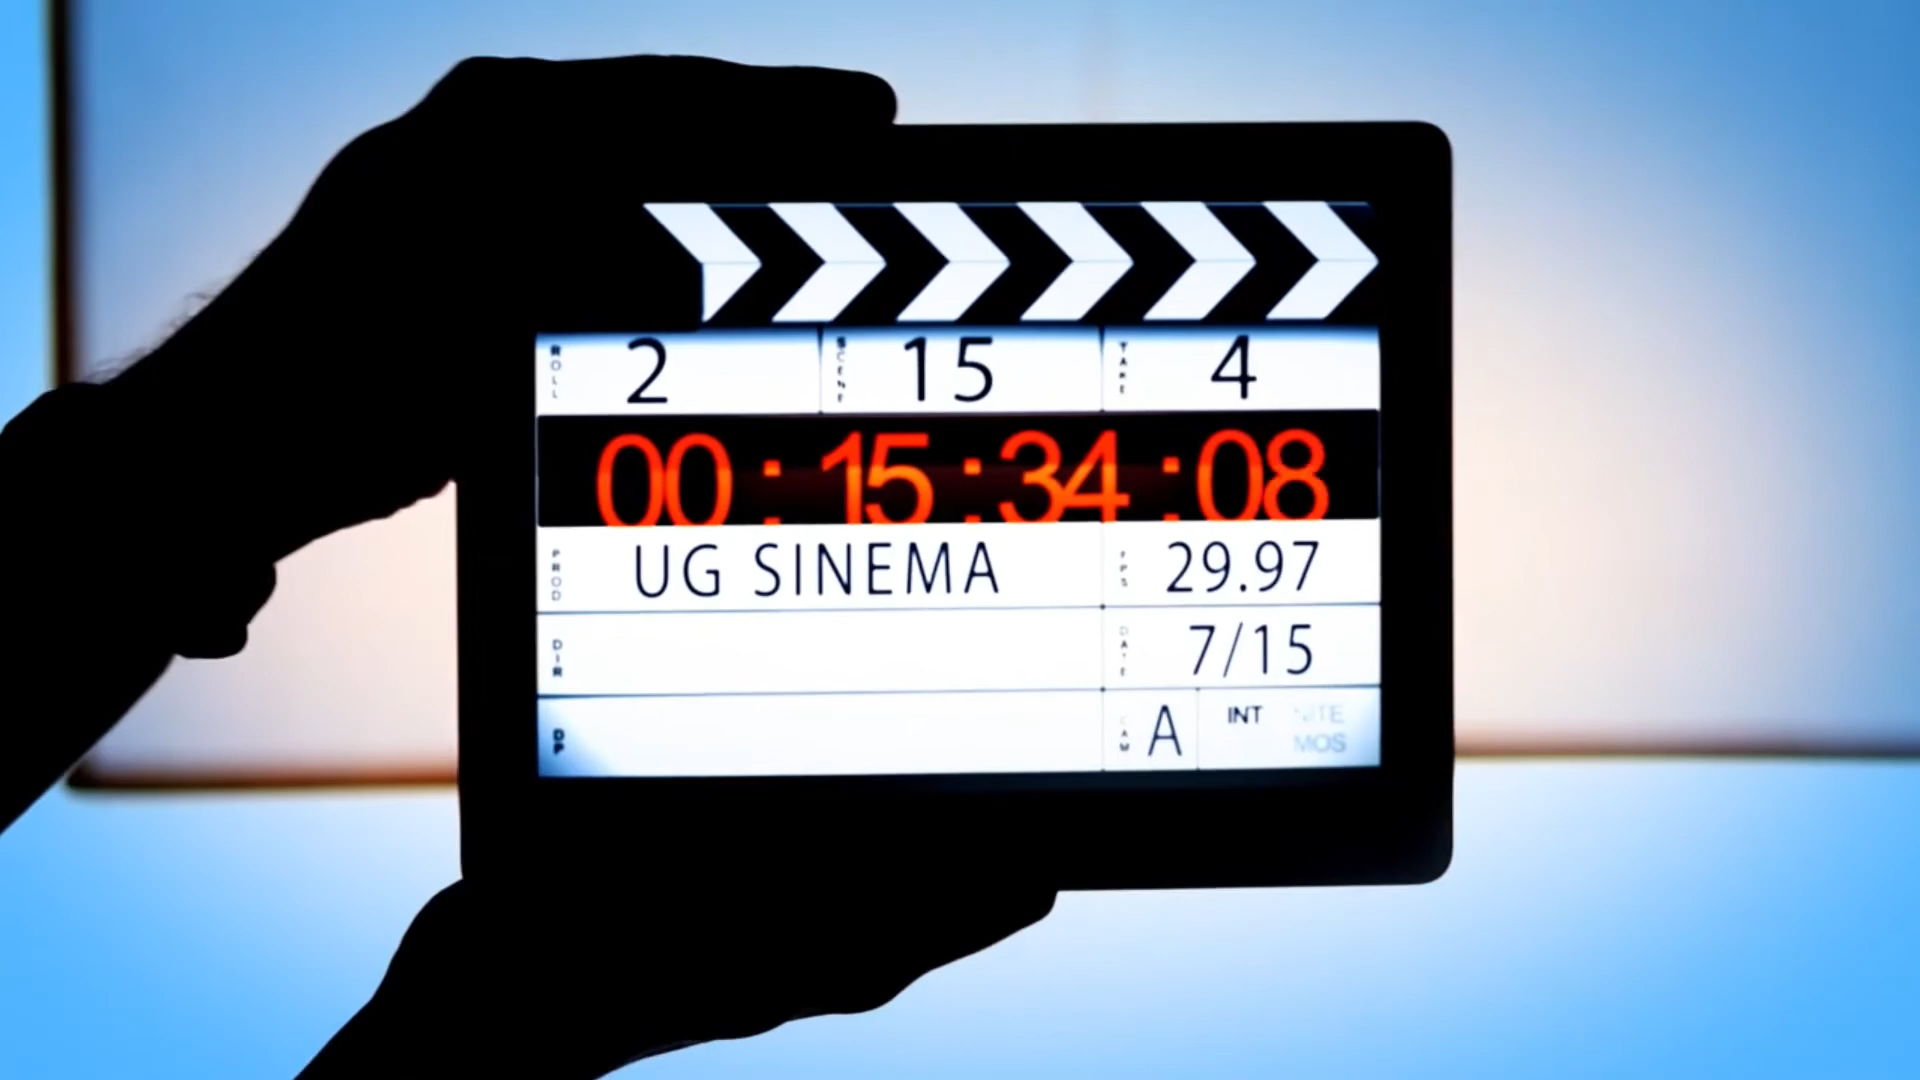 ROLL 2 SCENE 15 TAKE 4
00:15:34:08
PROD UG SINEMA FPS 29.97
DIR DATE 7/15
DP CAM A INT
MOS